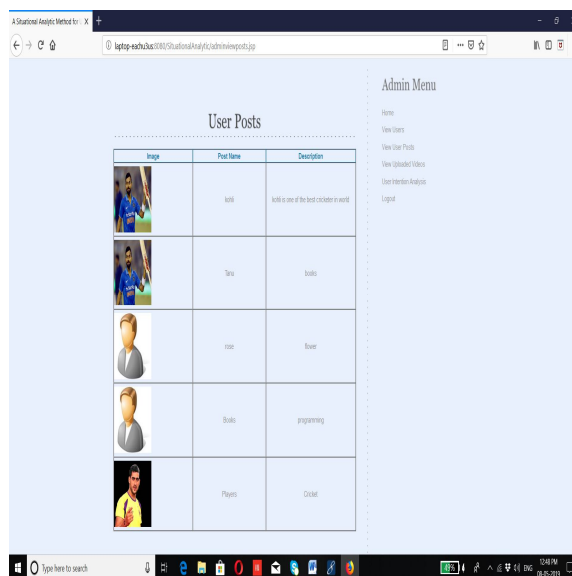 A Situational Analytic Method for U
laptop-eachu3us:8080/SituationalAnalytic/adminviewposts.jsp
User Posts
Image Post Name Description
kohli kohli is one of the best cricketer in world
Tanu books
rose flower
Books programming
Players Cricket
Admin Menu
Home
View Users
View User Posts
View Uploaded Videos
User Intention Analysis
Logout
Type here to search
49%
ENG
12:48 PM
08-05-2019